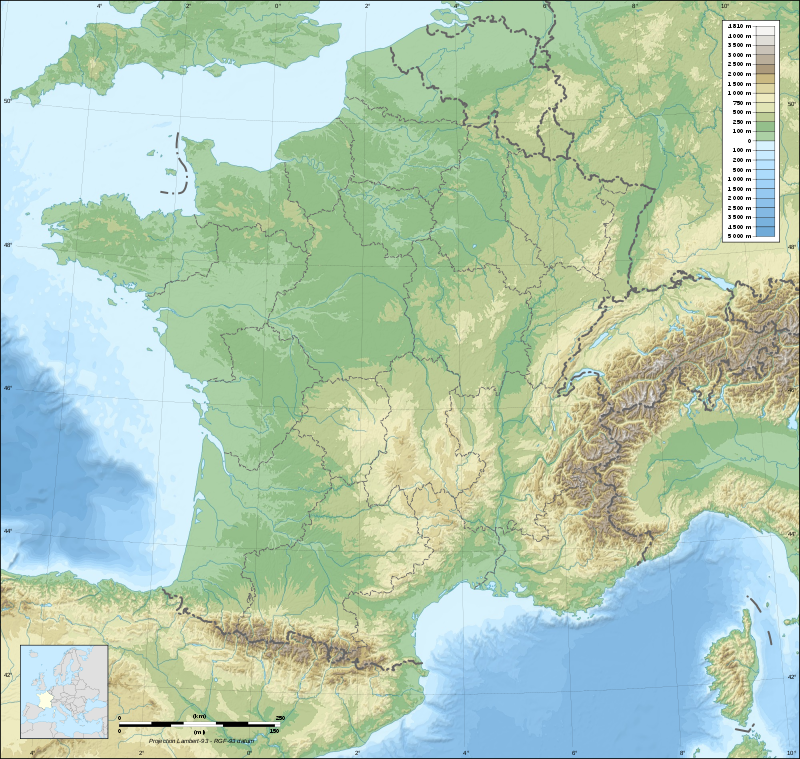 4° 2° 0° 2° 4° 6° 8° 10°
4 810 m
4 000 m
3 500 m
3 000 m
2 500 m
2 000 m
1 500 m
1 000 m
750 m
500 m
250 m
100 m
0
100 m
200 m
500 m
1 000 m
1 500 m
2 000 m
2 500 m
3 500 m
4 500 m
5 000 m
50° 50°
48° 48°
46° 46°
44° 44°
42° 42°
0 (km) 250
0 (mi) 150
Projection Lambert-93 - RGF-93 datum
4° 2° 0° 2° 4° 6° 8° 10°